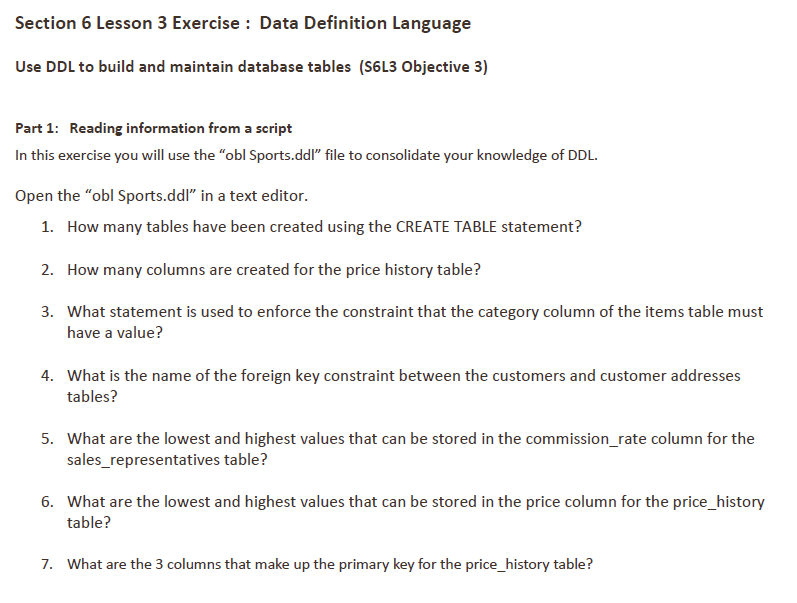 Section 6 Lesson 3 Exercise :  Data Definition Language
Use DDL to build and maintain database tables  (S6L3 Objective 3)
Part 1:   Reading information from a script
In this exercise you will use the “obl Sports.ddl” file to consolidate your knowledge of DDL.
Open the “obl Sports.ddl” in a text editor.
1.   How many tables have been created using the CREATE TABLE statement?
2.   How many columns are created for the price history table?
3.   What statement is used to enforce the constraint that the category column of the items table must
have a value?
4.   What is the name of the foreign key constraint between the customers and customer addresses
tables?
5.   What are the lowest and highest values that can be stored in the commission_rate column for the
sales_representatives table?
6.   What are the lowest and highest values that can be stored in the price column for the price_history
table?
7.   What are the 3 columns that make up the primary key for the price_history table?